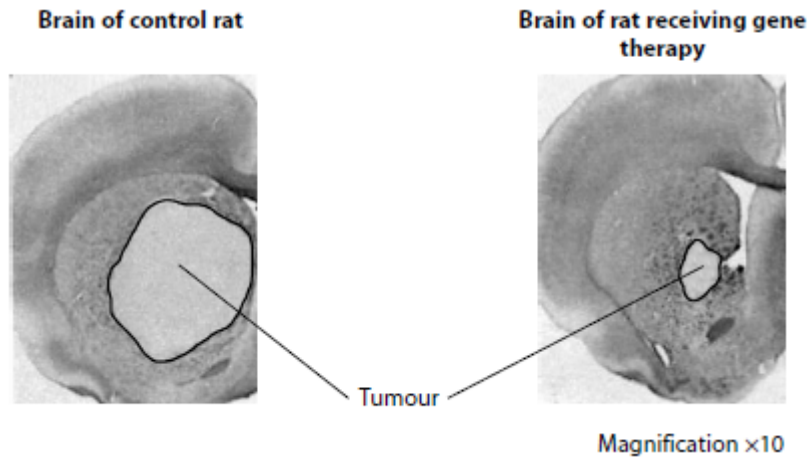 Brain of control rat
Brain of rat receiving gene
therapy
Tumour
Magnification ×10